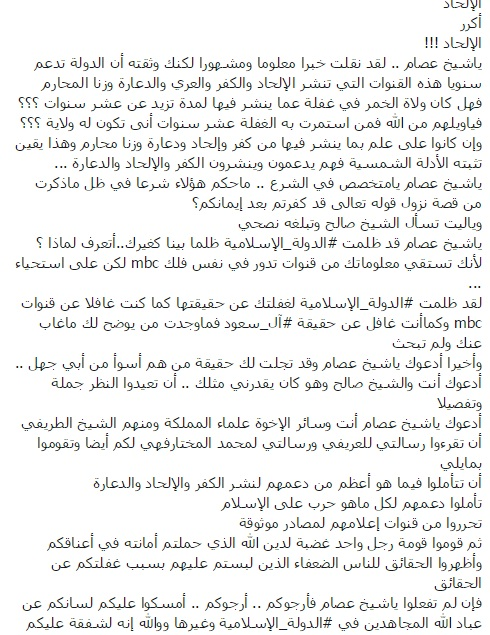 الإلحاد
أكرر
الإلحاد !!!
ياشيخ عصام .. لقد نقلت خبرا معلوما ومشهورا لكنك وثقته أن الدولة تدعم
سنويا هذه القنوات التي تنشر الإلحاد والكفر والعري والدعارة وزنا المحارم
فهل كان ولاة الخمر في غفلة عما ينشر فيها لمدة تزيد عن عشر سنوات ؟؟؟
فياويلهم من الله فمن استمرت به الغفلة عشر سنوات أنى تكون له ولاية ؟؟؟
وإن كانوا على علم بما ينشر فيها من كفر وإلحاد ودعارة وزنا محارم وهذا يقين
تثبته الأدلة الشمسية فهم يدعمون وينشرون الكفر والإلحاد والدعارة ...
ياشيخ عصام يامتخصص في الشرع .. ماحكم هؤلاء شرعا في ظل ماذكرت
من قصة نزول قوله تعالى قد كفرتم بعد إيمانكم؟
وياليت تسأل الشيخ صالح وتبلغه نصحي
ياشيخ عصام قد ظلمت #الدولة_الإسلامية ظلما بينا كغيرك..أتعرف لماذا ؟
لأنك تستقي معلوماتك من قنوات تدور في نفس فلك mbc لكن على استحياء
...
لقد ظلمت #الدولة_الإسلامية لغفلتك عن حقيقتها كما كنت غافلا عن قنوات
mbc وكماأنت غافل عن حقيقة #آل_سعود فماوجدت من يوضح لك ماغاب
عنك ولم تبحث
وأخيرا أدعوك ياشيخ عصام وقد تجلت لك حقيقة من هم أسوأ من أبي جهل ..
أدعوك أنت والشيخ صالح وهو كان يقدرني مثلك .. أن تعيدوا النظر جملة
وتفصيلا
أدعوك ياشيخ عصام أنت وسائر الإخوة علماء المملكة ومنهم الشيخ الطريفي
أن تقرءوا رسالتي للعريفي ورسالتي لمحمد المختارفهي لكم أيضا وتقوموا
بمايلي
أن تتأملوا فيما هو أعظم من دعمهم لنشر الكفر والإلحاد والدعارة
تأملوا دعمهم لكل ماهو حرب على الإسلام
تحرروا من قنوات إعلامهم لمصادر موثوقة
ثم قوموا قومة رجل واحد غضبة لدين الله الذي حملتم أمانته في أعناقكم
وأظهروا الحقائق للناس الضعفاء الذين لبستم عليهم بسبب غفلتكم عن
الحقائق
فإن لم تفعلوا ياشيخ عصام فأرجوكم .. أرجوكم .. أمسكوا عليكم لسانكم عن
عباد الله المجاهدين في #الدولة_الإسلامية وغيرها ووالله إنه لشفقة عليكم